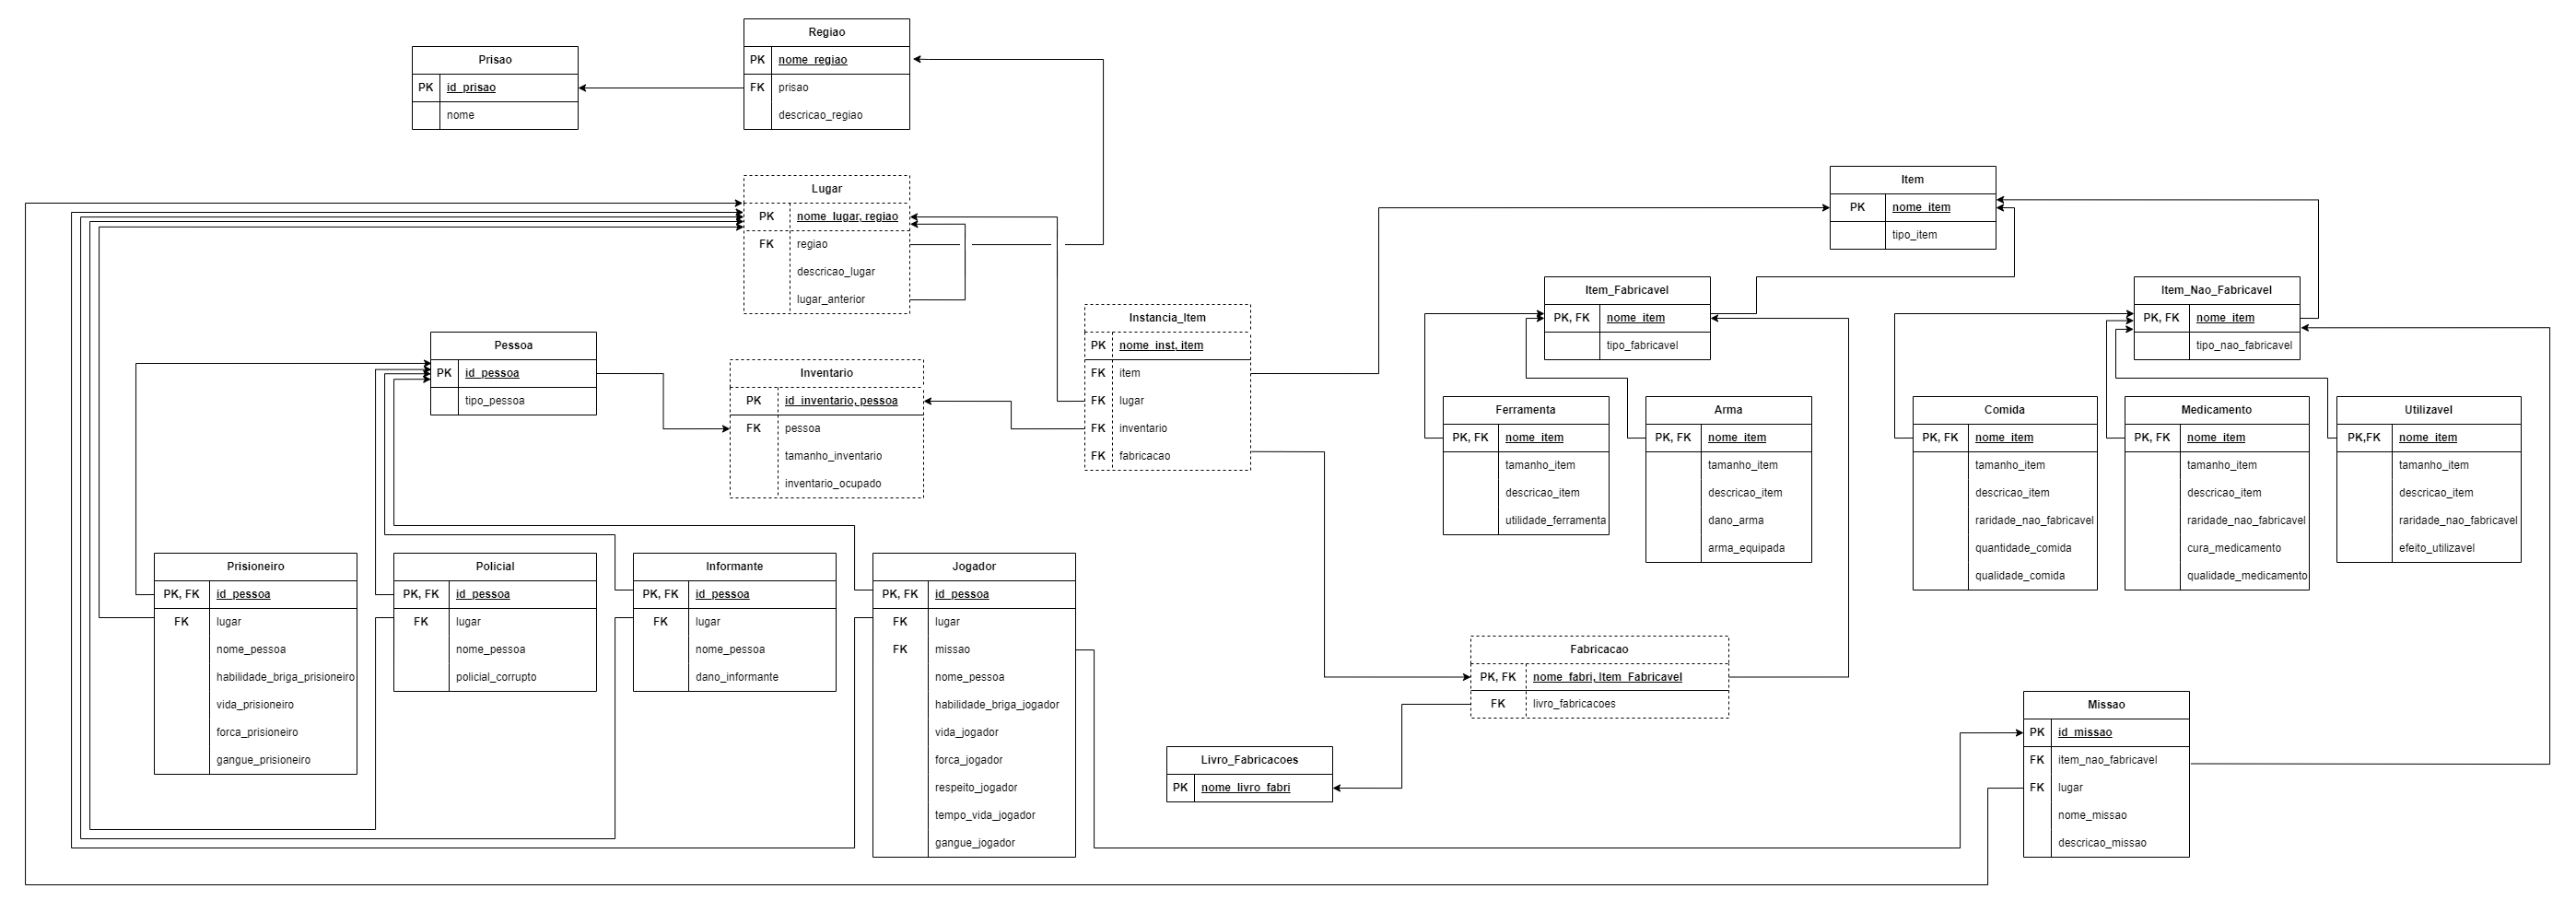 Prisao
PK id_prisao
nome
Regiao
PK nome_regiao
FK prisao
descricao_regiao
Lugar
PK nome_lugar, regiao
FK regiao
descricao_lugar
lugar_anterior
Item
PK nome_item
tipo_item
Item_Fabricavel
PK, FK nome_item
tipo_fabricavel
Item_Nao_Fabricavel
PK, FK nome_item
tipo_nao_fabricavel
Pessoa
PK id_pessoa
tipo_pessoa
Inventario
PK id_inventario, pessoa
FK pessoa
tamanho_inventario
inventario_ocupado
Instancia_Item
PK nome_inst, item
FK item
FK lugar
FK inventario
FK fabricacao
Ferramenta
PK, FK nome_item
tamanho_item
descricao_item
utilidade_ferramenta
Arma
PK, FK nome_item
tamanho_item
descricao_item
dano_arma
arma_equipada
Comida
PK, FK nome_item
tamanho_item
descricao_item
raridade_nao_fabricavel
quantidade_comida
qualidade_comida
Medicamento
PK, FK nome_item
tamanho_item
descricao_item
raridade_nao_fabricavel
cura_medicamento
qualidade_medicamento
Utilizavel
PK,FK nome_item
tamanho_item
descricao_item
raridade_nao_fabricavel
efeito_utilizavel
Prisioneiro
PK, FK id_pessoa
FK lugar
nome_pessoa
habilidade_briga_prisioneiro
vida_prisioneiro
forca_prisioneiro
gangue_prisioneiro
Policial
PK, FK id_pessoa
FK lugar
nome_pessoa
policial_corrupto
Informante
PK, FK id_pessoa
FK lugar
nome_pessoa
dano_informante
Jogador
PK, FK id_pessoa
FK lugar
FK missao
nome_pessoa
habilidade_briga_jogador
vida_jogador
forca_jogador
respeito_jogador
tempo_vida_jogador
gangue_jogador
Fabricacao
PK, FK nome_fabri, Item_Fabricavel
FK livro_fabricacoes
Livro_Fabricacoes
PK nome_livro_fabri
Missao
PK id_missao
FK item_nao_fabricavel
FK lugar
nome_missao
descricao_missao